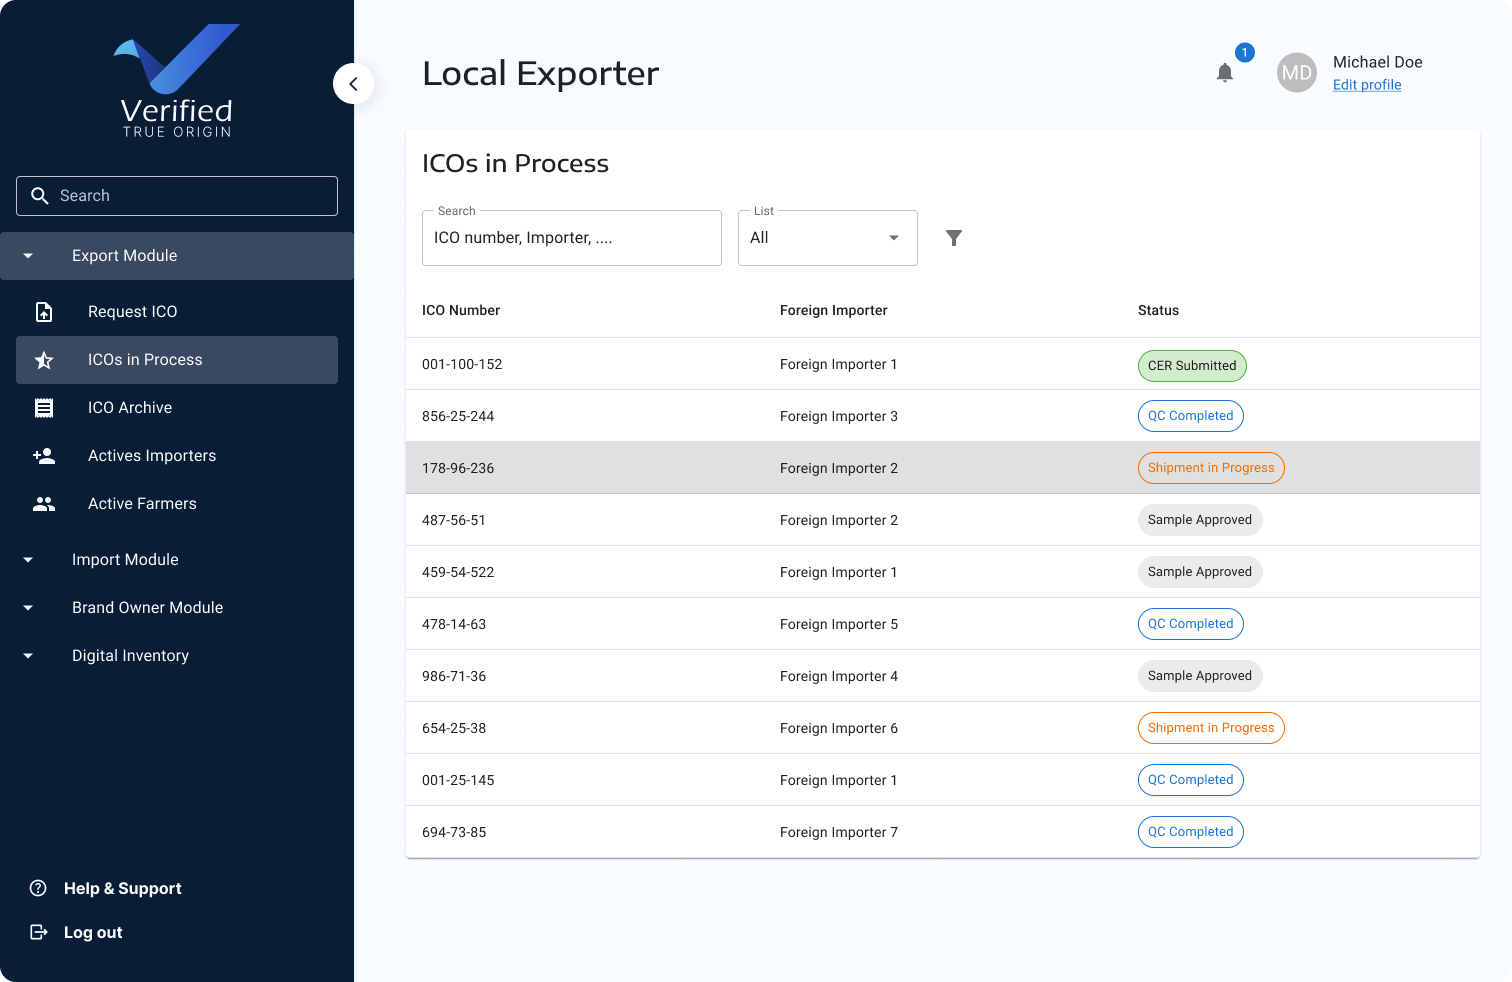 Verified
TRUE ORIGIN
Search
Export Module
Request ICO
ICOs in Process
ICO Archive
Actives Importers
Active Farmers
Import Module
Brand Owner Module
Digital Inventory
Help & Support
Log out
Local Exporter
1
MD
Michael Doe
Edit profile
ICOs in Process
Search
ICO number, Importer, ....
List
All
ICO Number Foreign Importer Status
001-100-152 Foreign Importer 1 CER Submitted
856-25-244 Foreign Importer 3 QC Completed
178-96-236 Foreign Importer 2 Shipment in Progress
487-56-51 Foreign Importer 2 Sample Approved
459-54-522 Foreign Importer 1 Sample Approved
478-14-63 Foreign Importer 5 QC Completed
986-71-36 Foreign Importer 4 Sample Approved
654-25-38 Foreign Importer 6 Shipment in Progress
001-25-145 Foreign Importer 1 QC Completed
694-73-85 Foreign Importer 7 QC Completed